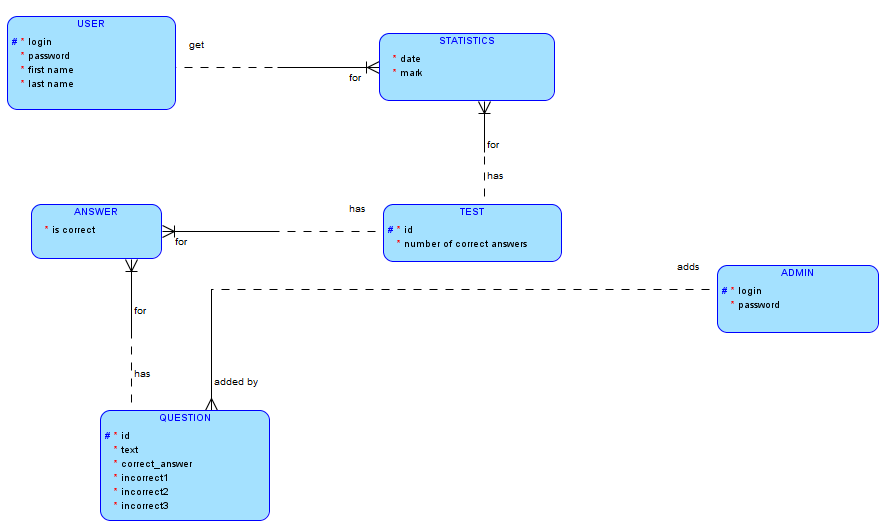 USER
# * login
* password
* first name
* last name
get
for
STATISTICS
* date
* mark
for
has
ANSWER
* is correct
for
has
TEST
# * id
* number of correct answers
ADMIN
# * login
* password
adds
added by
for
has
QUESTION
# * id
* text
* correct_answer
* incorrect1
* incorrect2
* incorrect3